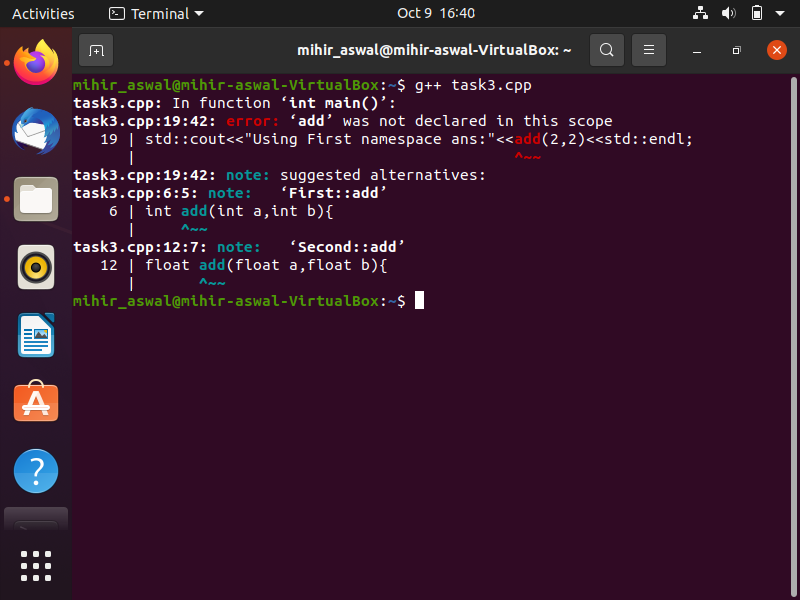 Activities
Terminal
Oct 9 16:40
mihir_aswal@mihir-aswal-VirtualBox: ~
mihir_aswal@mihir-aswal-VirtualBox:~$ g++ task3.cpp
task3.cpp: In function ‘int main()’:
task3.cpp:19:42: error: ‘add’ was not declared in this scope
   19 | std::cout<<"Using First namespace ans:"<<add(2,2)<<std::endl;
      |                                          ^~~
task3.cpp:19:42: note: suggested alternatives:
task3.cpp:6:5: note:   ‘First::add’
    6 | int add(int a,int b){
      |     ^~~
task3.cpp:12:7: note:   ‘Second::add’
   12 | float add(float a,float b){
      |       ^~~
mihir_aswal@mihir-aswal-VirtualBox:~$